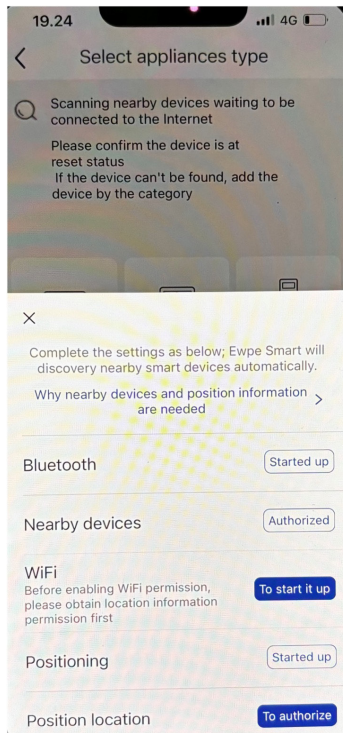 19.24
4G
Select appliances type
Scanning nearby devices waiting to be
connected to the Internet
Please confirm the device is at
reset status
If the device can't be found, add the
device by the category
Complete the settings as below; Ewpe Smart will
discovery nearby smart devices automatically.
Why nearby devices and position information
are needed
Bluetooth
Started up
Nearby devices
Authorized
WiFi
Before enabling WiFi permission,
please obtain location information
permission first
To start it up
Positioning
Started up
Position location
To authorize